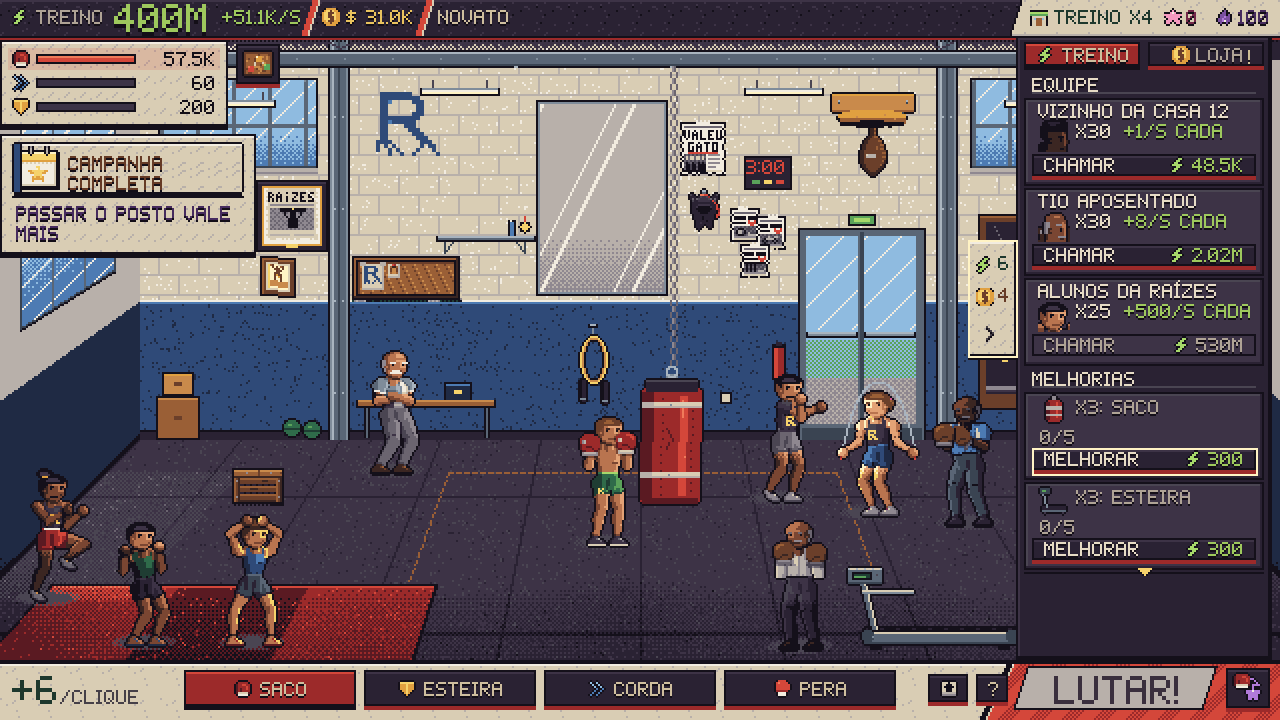 TREINO 400M +51.1K/S $ 31.0K NOVATO
TREINO X4 0 100
57.5K
60
200
CAMPANHA
COMPLETA
PASSAR O POSTO VALE
MAIS
RAÍZES
R
R
VALEU
GATO
3:00
R
R
6
$ 4
>
TREINO
$ LOJA!
EQUIPE
VIZINHO DA CASA 12
X30 +1/S CADA
CHAMAR 48.5K
TIO APOSENTADO
X30 +8/S CADA
CHAMAR 2.02M
ALUNOS DA RAÍZES
X25 +500/S CADA
CHAMAR 530M
MELHORIAS
X3: SACO
0/5
MELHORAR 300
X3: ESTEIRA
0/5
MELHORAR 300
+6/CLIQUE
SACO
ESTEIRA
CORDA
PERA
?
LUTAR!